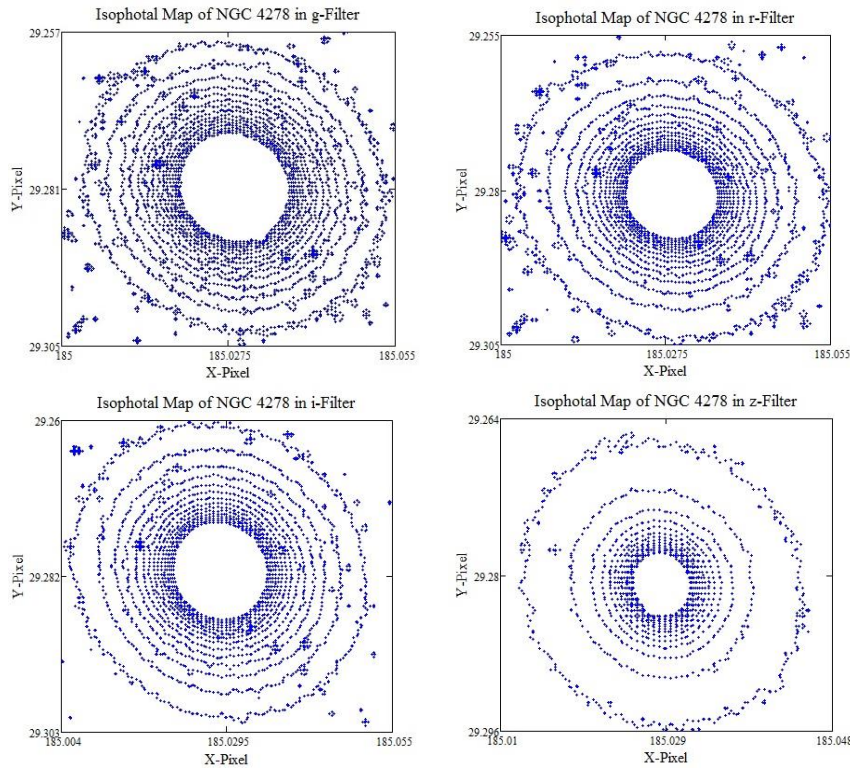 Isophotal Map of NGC 4278 in g-Filter
29.257
Y-Pixel
29.281
29.305
185
185.0275
185.055
X-Pixel
Isophotal Map of NGC 4278 in r-Filter
29.255
Y-Pixel
29.28
29.305
185
185.0275
185.055
X-Pixel
Isophotal Map of NGC 4278 in i-Filter
29.26
Y-Pixel
29.282
29.303
185.004
185.0295
185.055
X-Pixel
Isophotal Map of NGC 4278 in z-Filter
29.264
Y-Pixel
29.28
29.296
185.01
185.029
185.048
X-Pixel